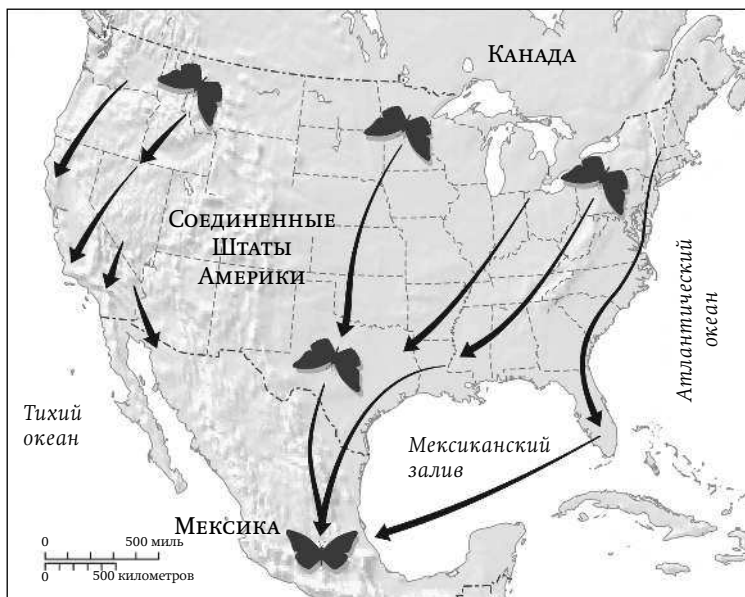 Канада
Соединенные
Штаты
Америки
Атлантический
океан
Тихий
океан
Мексиканский
залив
Мексика
0 500 миль
0 500 километров